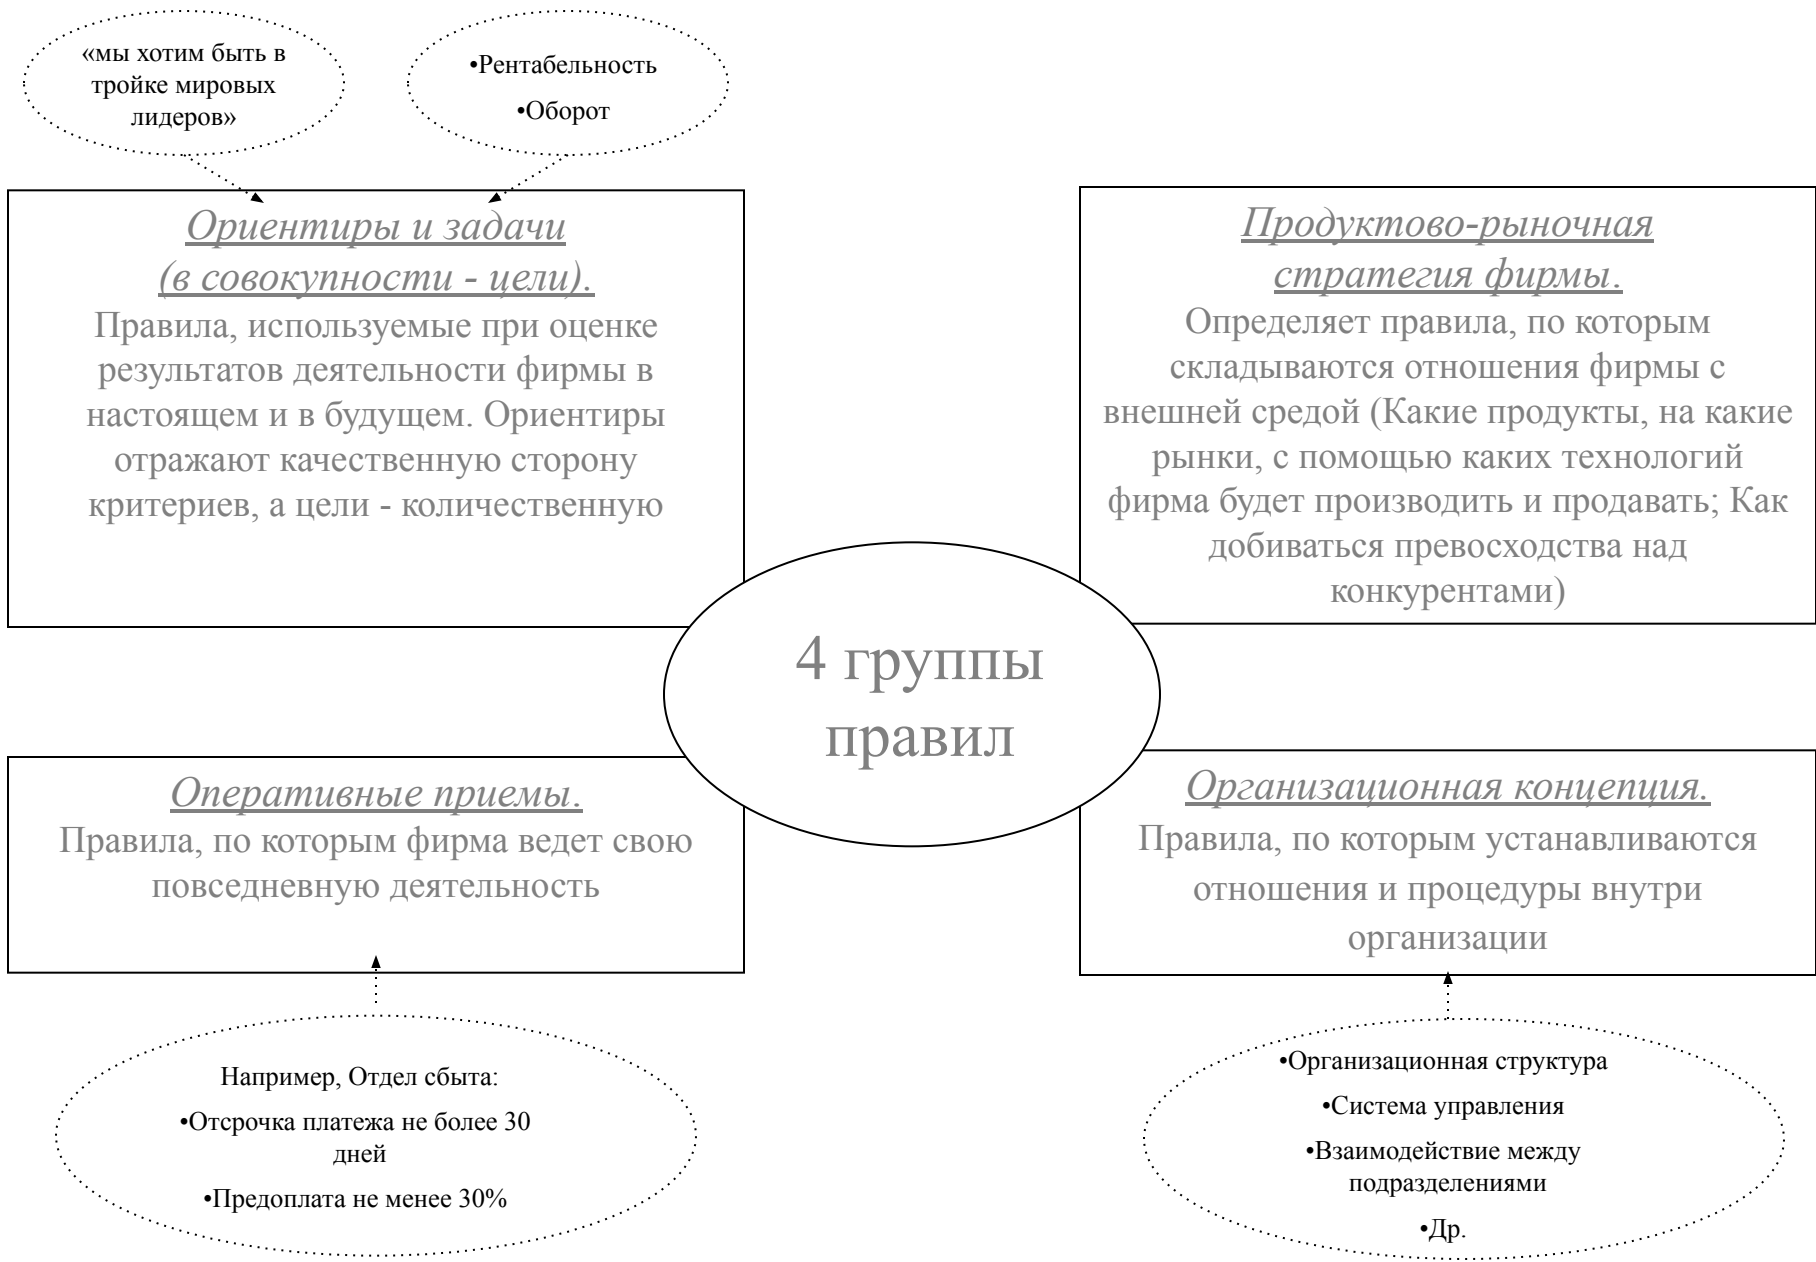 «мы хотим быть в
тройке мировых
лидеров»
•Рентабельность
•Оборот
Ориентиры и задачи
(в совокупности - цели).
Правила, используемые при оценке
результатов деятельности фирмы в
настоящем и в будущем. Ориентиры
отражают качественную сторону
критериев, а цели - количественную
Продуктово-рыночная
стратегия фирмы.
Определяет правила, по которым
складываются отношения фирмы с
внешней средой (Какие продукты, на какие
рынки, с помощью каких технологий
фирма будет производить и продавать; Как
добиваться превосходства над
конкурентами)
4 группы
правил
Оперативные приемы.
Правила, по которым фирма ведет свою
повседневную деятельность
Организационная концепция.
Правила, по которым устанавливаются
отношения и процедуры внутри
организации
Например, Отдел сбыта:
•Отсрочка платежа не более 30
дней
•Предоплата не менее 30%
•Организационная структура
•Система управления
•Взаимодействие между
подразделениями
•Др.